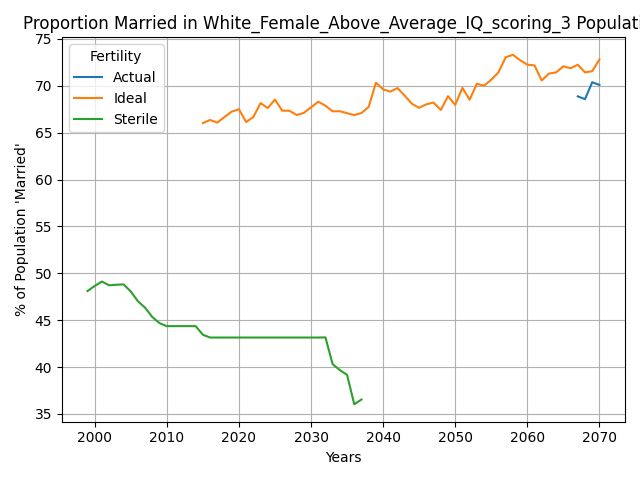 Proportion Married in White_Female_Above_Average_IQ_scoring_3 Populati
75
70
65
60
55
50
45
40
35
% of Population 'Married'
Fertility
Actual
Ideal
Sterile
2000 2010 2020 2030 2040 2050 2060 2070
Years